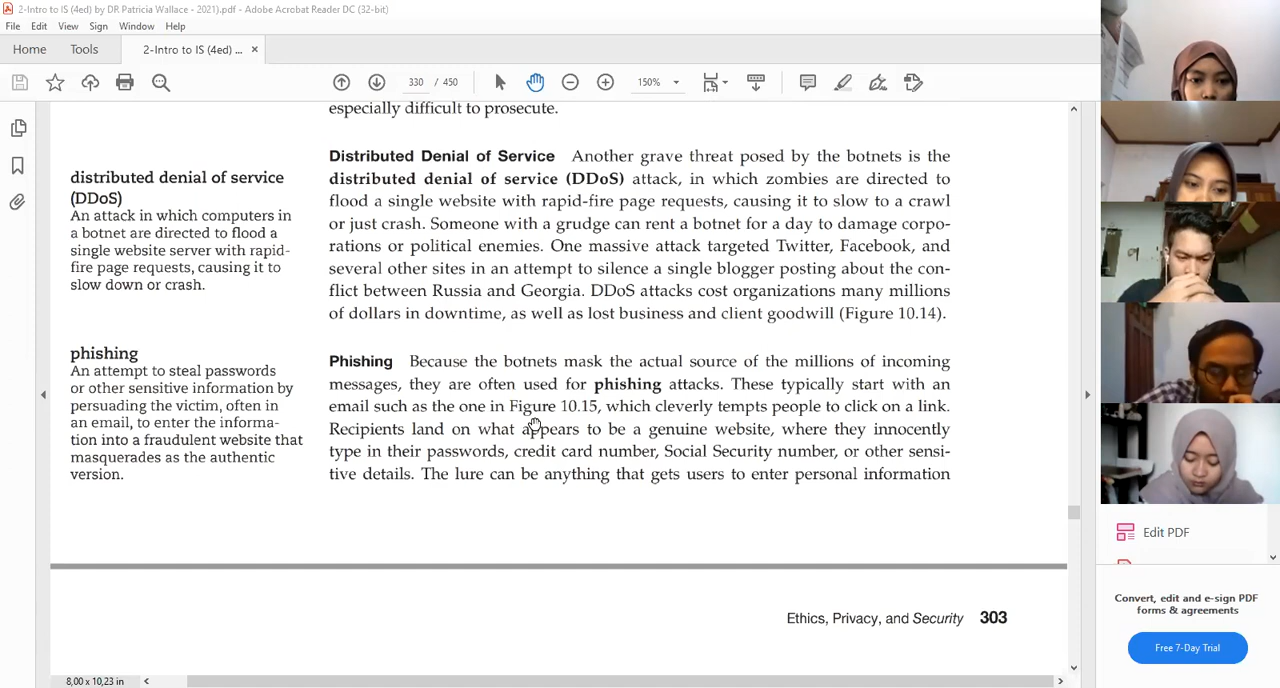 2-Intro to IS (4ed) by DR Patricia Wallace - 2021).pdf - Adobe Acrobat Reader DC (32-bit)
File Edit View Sign Window Help
Home Tools 2-Intro to IS (4ed) ... ×
330 / 450 150%
especially difficult to prosecute.
distributed denial of service
(DDoS)
An attack in which computers in
a botnet are directed to flood a
single website server with rapid-
fire page requests, causing it to
slow down or crash.
Distributed Denial of Service Another grave threat posed by the botnets is the
distributed denial of service (DDoS) attack, in which zombies are directed to
flood a single website with rapid-fire page requests, causing it to slow to a crawl
or just crash. Someone with a grudge can rent a botnet for a day to damage corpo-
rations or political enemies. One massive attack targeted Twitter, Facebook, and
several other sites in an attempt to silence a single blogger posting about the con-
flict between Russia and Georgia. DDoS attacks cost organizations many millions
of dollars in downtime, as well as lost business and client goodwill (Figure 10.14).
phishing
An attempt to steal passwords
or other sensitive information by
persuading the victim, often in
an email, to enter the informa-
tion into a fraudulent website that
masquerades as the authentic
version.
Phishing Because the botnets mask the actual source of the millions of incoming
messages, they are often used for phishing attacks. These typically start with an
email such as the one in Figure 10.15, which cleverly tempts people to click on a link.
Recipients land on what appears to be a genuine website, where they innocently
type in their passwords, credit card number, Social Security number, or other sensi-
tive details. The lure can be anything that gets users to enter personal information
Ethics, Privacy, and Security 303
8,00 x 10,23 in
Edit PDF
Convert, edit and e-sign PDF
forms & agreements
Free 7-Day Trial